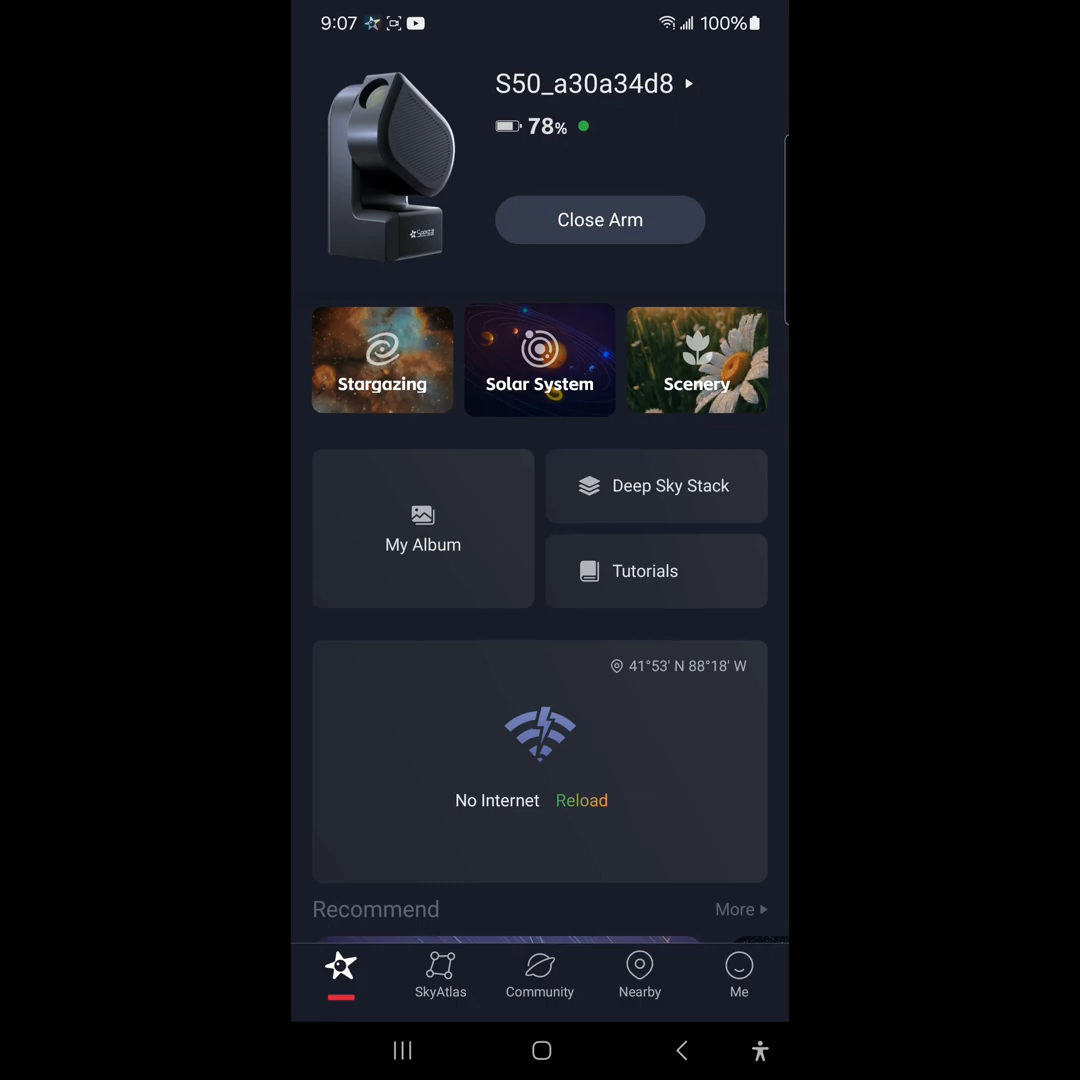 9:07
100%
S50_a30a34d8
78%
Close Arm
Stargazing
Solar System
Scenery
My Album
Deep Sky Stack
Tutorials
41°53' N 88°18' W
No Internet Reload
Recommend
More
SkyAtlas
Community
Nearby
Me